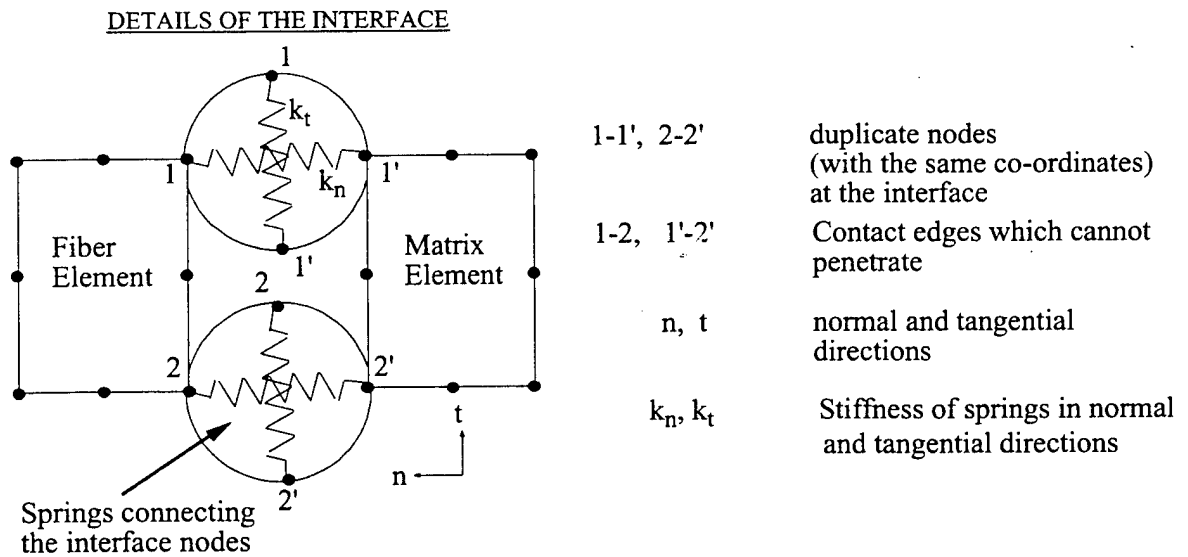 DETAILS OF THE INTERFACE
1
k_t
1
k_n
1'
1'
Fiber
Element
Matrix
Element
2
2
2'
t
n
2'
Springs connecting
the interface nodes
1-1', 2-2' duplicate nodes
(with the same co-ordinates)
at the interface
1-2, 1'-2' Contact edges which cannot
penetrate
n, t normal and tangential
directions
k_n, k_t Stiffness of springs in normal
and tangential directions